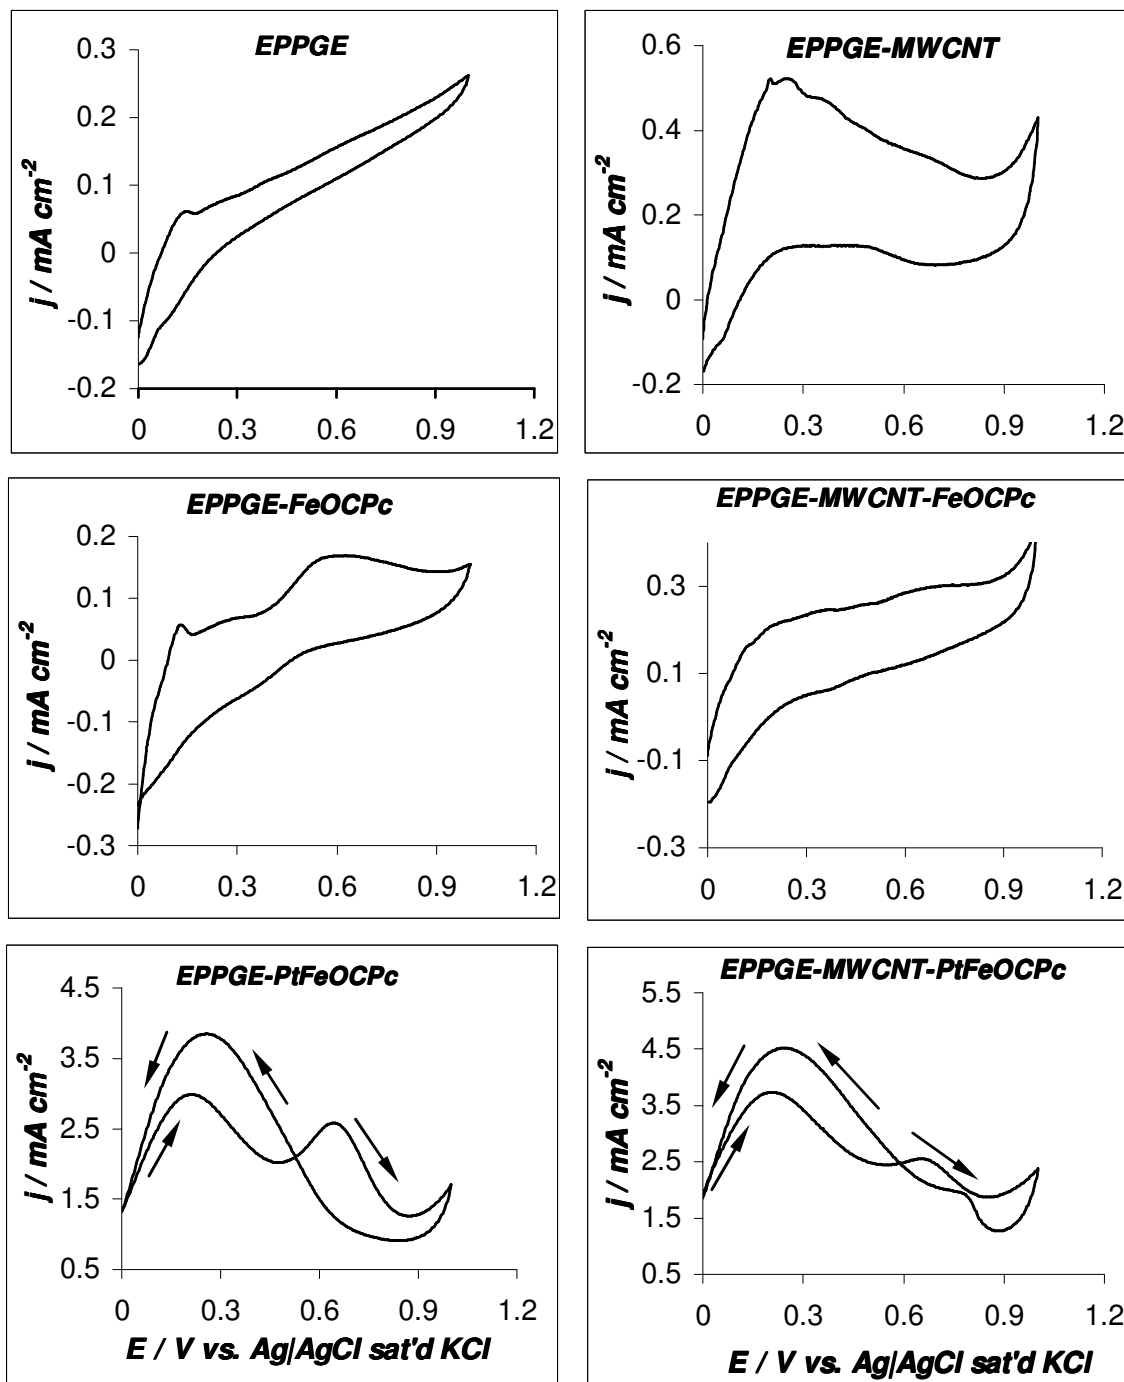 EPPGE
0.3
0.2
0.1
0
-0.1
-0.2
j / mA cm-2
0 0.3 0.6 0.9 1.2
EPPGE-MWCNT
0.6
0.4
0.2
0
-0.2
j / mA cm-2
0 0.3 0.6 0.9 1.2
EPPGE-FeOCPc
0.2
0.1
0
-0.1
-0.2
-0.3
j / mA cm-2
0 0.3 0.6 0.9 1.2
EPPGE-MWCNT-FeOCPc
0.3
0.1
-0.1
-0.3
j / mA cm-2
0 0.3 0.6 0.9 1.2
EPPGE-PtFeOCPc
4.5
3.5
2.5
1.5
0.5
j / mA cm-2
0 0.3 0.6 0.9 1.2
E / V vs. Ag|AgCl sat'd KCl
EPPGE-MWCNT-PtFeOCPc
5.5
4.5
3.5
2.5
1.5
0.5
j / mA cm-2
0 0.3 0.6 0.9 1.2
E / V vs. Ag|AgCl sat'd KCl